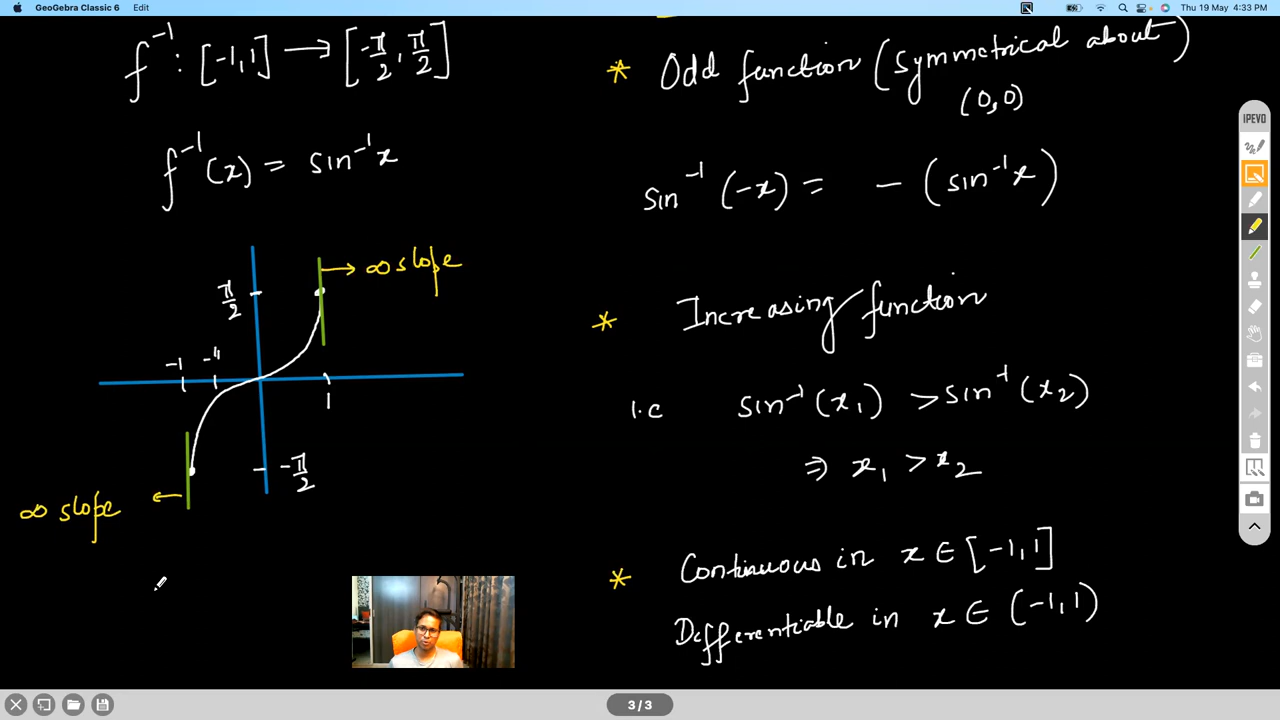 GeoGebra Classic 6 Edit Thu 19 May 4:33 PM
f⁻¹ : [-1,1] → [-π/2, π/2]
f⁻¹(x) = sin⁻¹x
∞ slope
π/2
-1
1
-π/2
∞ slope
* Odd function (Symmetrical about)
(0,0)
sin⁻¹(-x) = - (sin⁻¹x)
* Increasing function
i.e sin⁻¹(x₁) > sin⁻¹(x₂)
⇒ x₁ > x₂
* Continuous in x ∈ [-1,1]
Differentiable in x ∈ (-1,1)
IPEVO
3/3